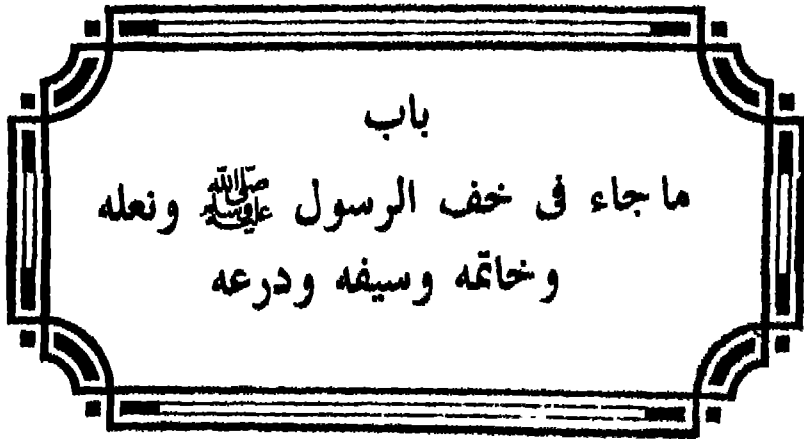 باب
ما جاء فى خف الرسول ﷺ ونعله
وخاتمه وسيفه ودرعه